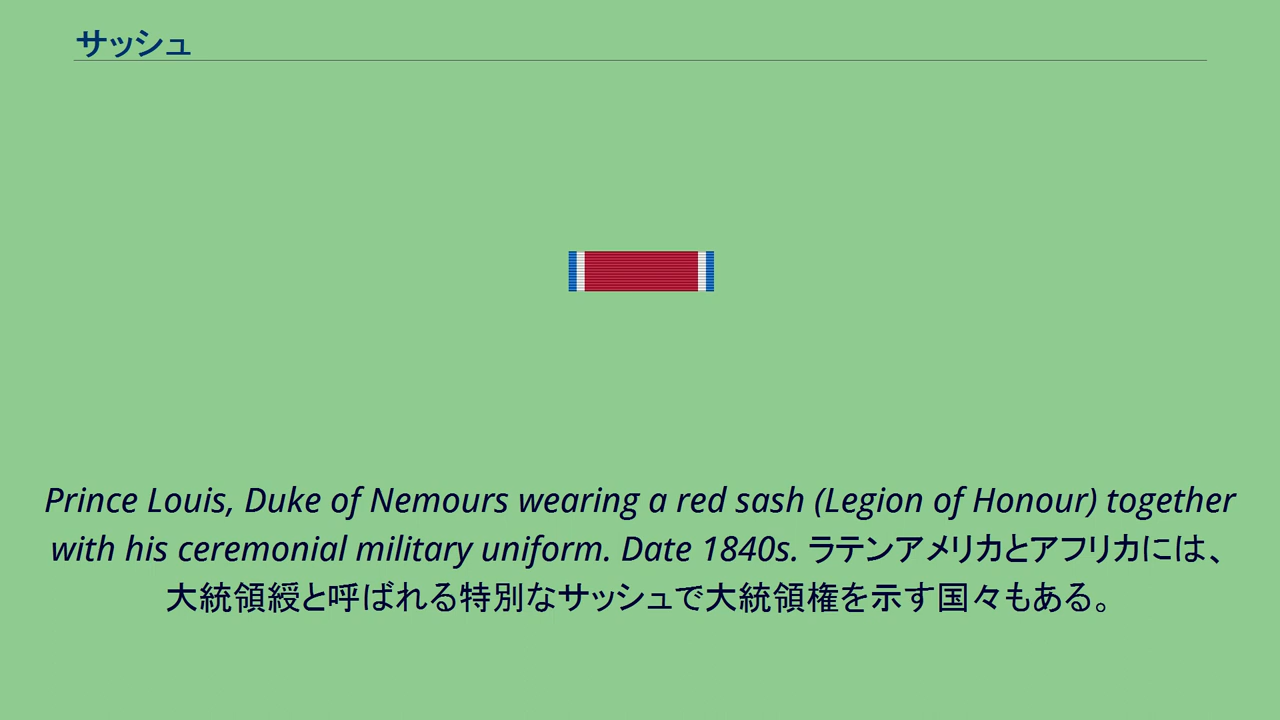 サッシュ
Prince Louis, Duke of Nemours wearing a red sash (Legion of Honour) together
with his ceremonial military uniform. Date 1840s. ラテンアメリカとアフリカには、
大統領綬と呼ばれる特別なサッシュで大統領権を示す国々もある。